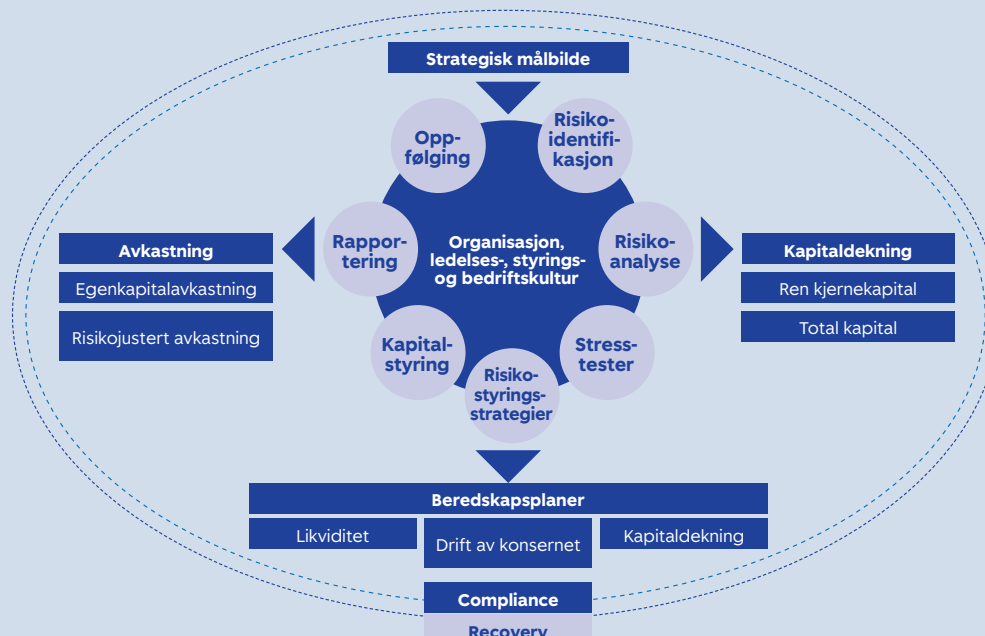 Strategisk målbilde
Opp-
følging
Risiko-
identifi-
kasjon
Rappor-
tering
Organisasjon,
ledelses-, styrings-
og bedriftskultur
Risiko-
analyse
Kapital-
styring
Risiko-
styrings-
strategier
Stress-
tester
Avkastning
Egenkapitalavkastning
Risikojustert avkastning
Kapitaldekning
Ren kjernekapital
Total kapital
Beredskapsplaner
Likviditet
Drift av konsernet
Kapitaldekning
Compliance
Recovery